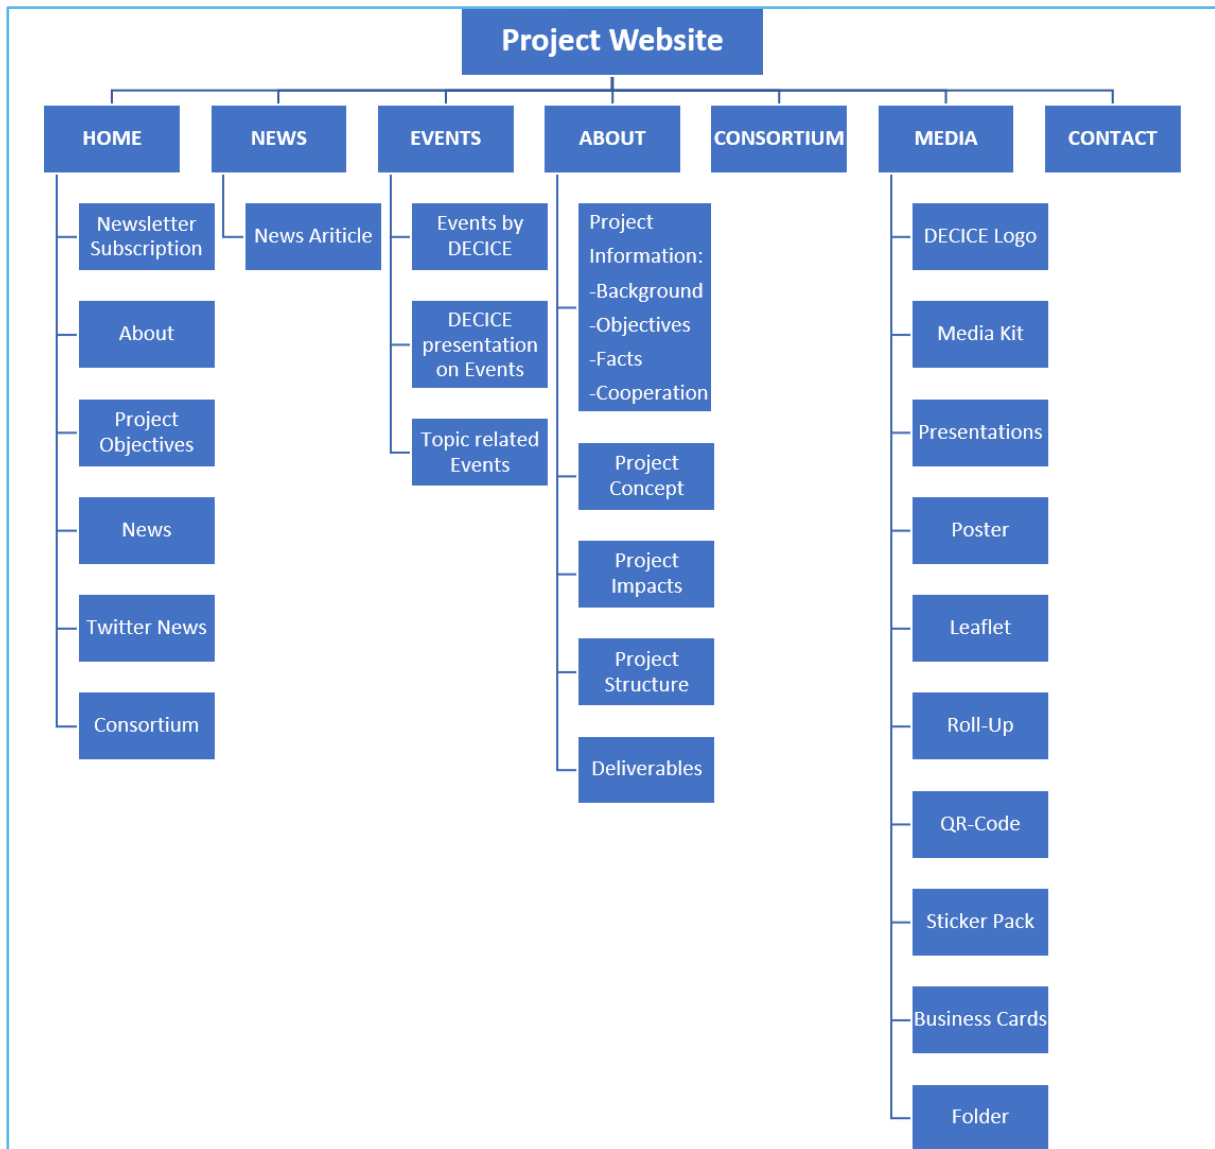 Project Website
HOME
NEWS
EVENTS
ABOUT
CONSORTIUM
MEDIA
CONTACT
Newsletter
Subscription
About
Project
Objectives
News
Twitter News
Consortium
News Ariticle
Events by
DECICE
DECICE
presentation
on Events
Topic related
Events
Project
Information:
-Background
-Objectives
-Facts
-Cooperation
Project
Concept
Project
Impacts
Project
Structure
Deliverables
DECICE Logo
Media Kit
Presentations
Poster
Leaflet
Roll-Up
QR-Code
Sticker Pack
Business Cards
Folder